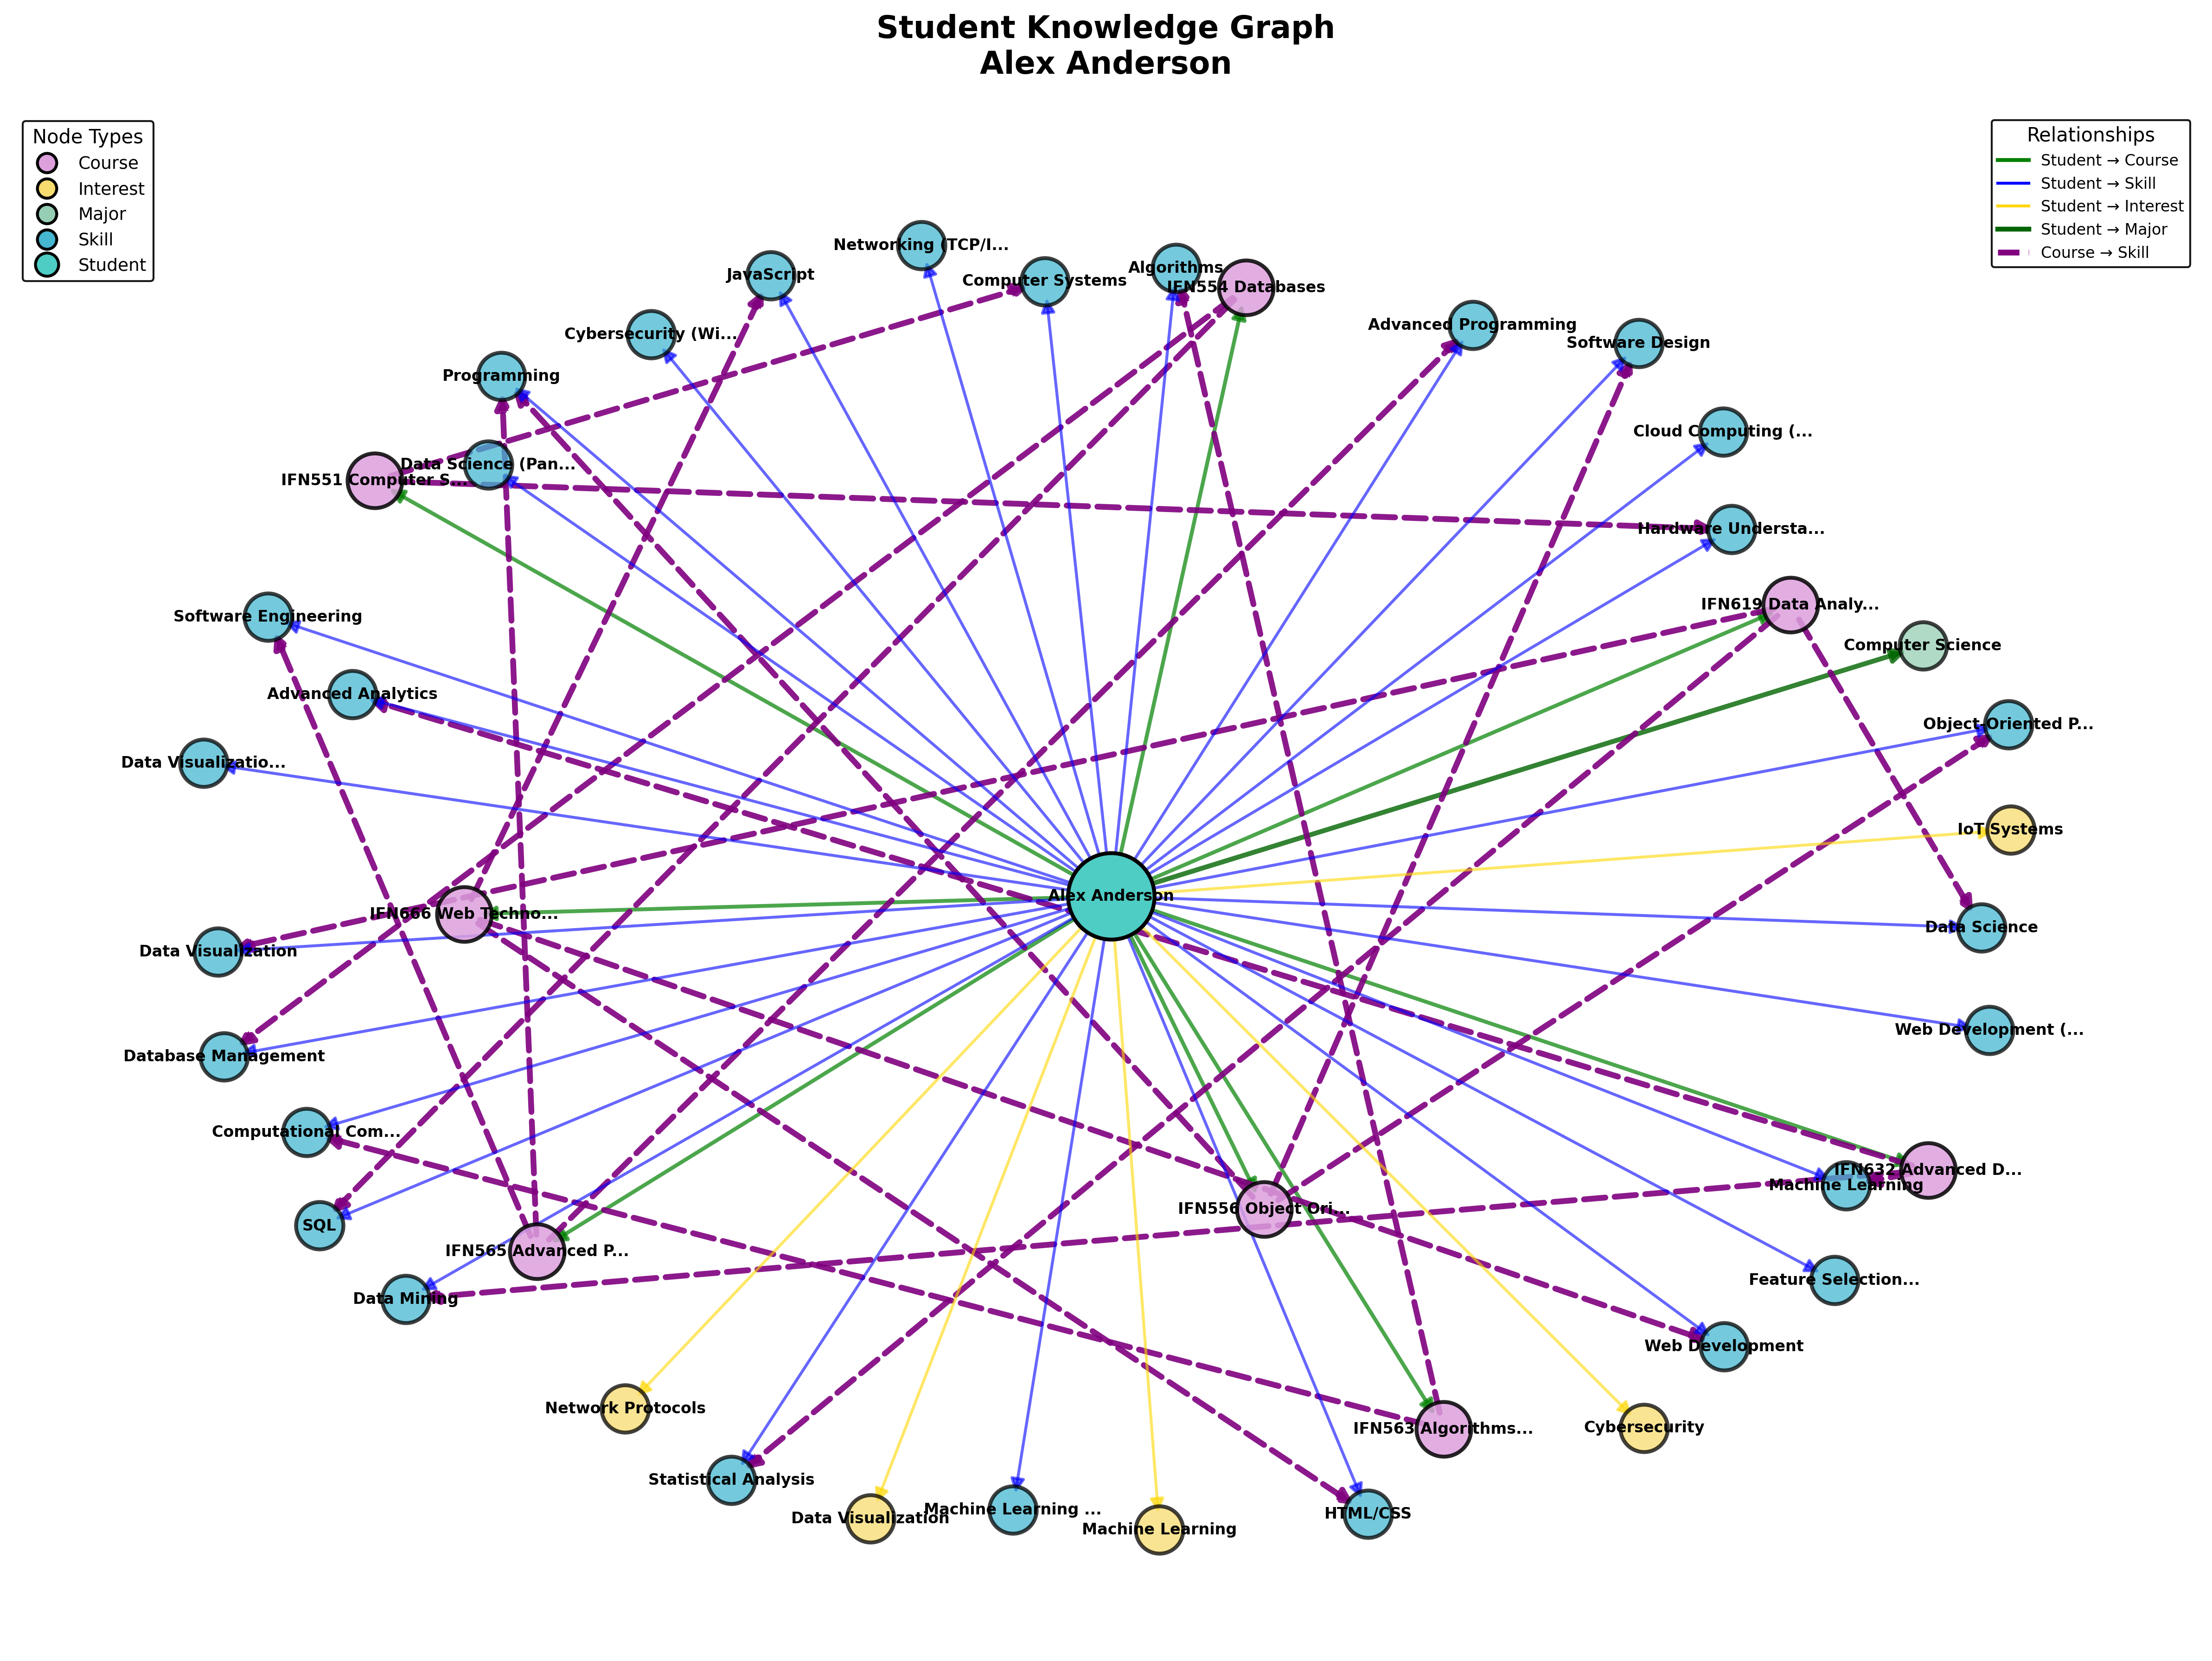 Student Knowledge Graph
Alex Anderson
Node Types
Course
Interest
Major
Skill
Student
Relationships
Student → Course
Student → Skill
Student → Interest
Student → Major
Course → Skill
Networking (TCP/I...
JavaScript
Computer Systems
Algorithms
IFN554 Databases
Advanced Programming
Software Design
Cybersecurity (Wi...
Programming
Cloud Computing (...
Data Science (Pan...
IFN551 Computer S...
Hardware Understa...
IFN619 Data Analy...
Software Engineering
Computer Science
Advanced Analytics
Object-Oriented P...
Data Visualizatio...
IoT Systems
Alex Anderson
IFN666 Web Techno...
Data Science
Data Visualization
Web Development (...
Database Management
Computational Com...
IFN632 Advanced D...
Machine Learning
IFN556 Object Ori...
SQL
IFN565 Advanced P...
Feature Selection...
Data Mining
Web Development
Network Protocols
IFN563 Algorithms...
Cybersecurity
Statistical Analysis
Data Visualization
Machine Learning ...
Machine Learning
HTML/CSS